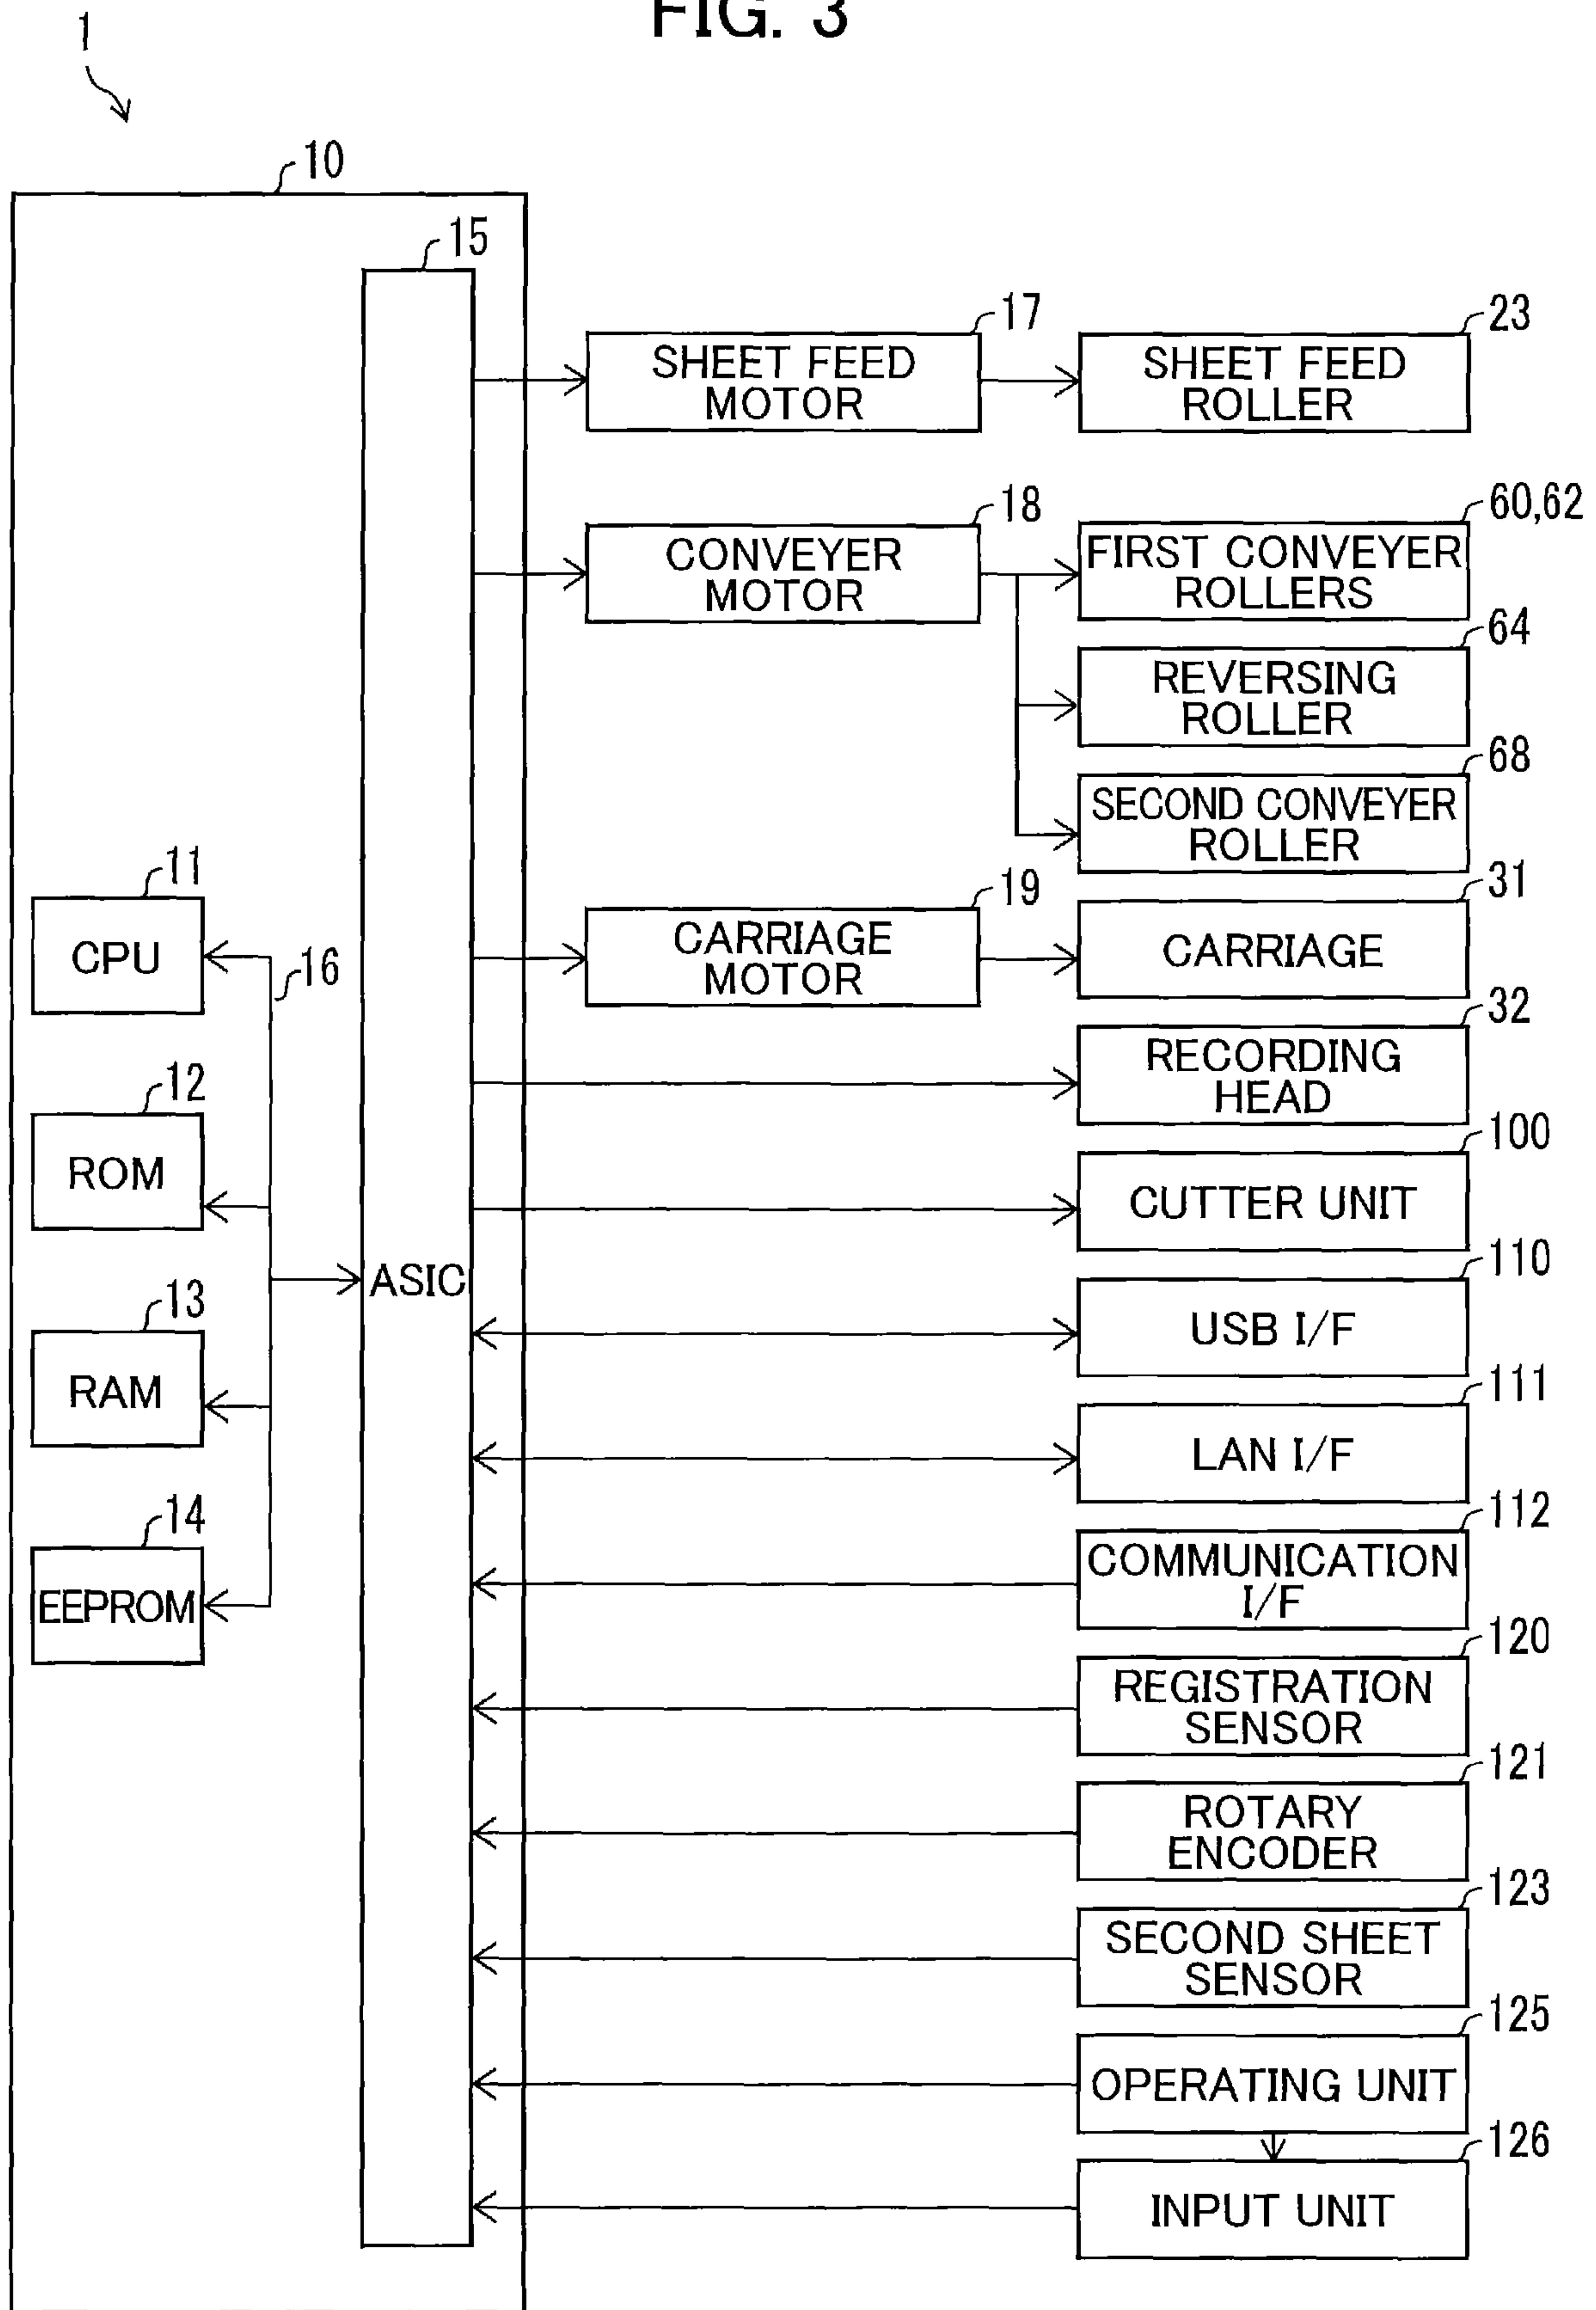 FIG. 3
1
10
15
17
SHEET FEED
MOTOR
23
SHEET FEED
ROLLER
18
CONVEYER
MOTOR
60,62
FIRST CONVEYER
ROLLERS
64
REVERSING
ROLLER
68
SECOND CONVEYER
ROLLER
11
CPU
16
19
CARRIAGE
MOTOR
31
CARRIAGE
32
RECORDING
HEAD
12
ROM
100
CUTTER UNIT
ASIC
13
RAM
110
USB I/F
111
LAN I/F
14
EEPROM
112
COMMUNICATION
I/F
120
REGISTRATION
SENSOR
121
ROTARY
ENCODER
123
SECOND SHEET
SENSOR
125
OPERATING UNIT
126
INPUT UNIT